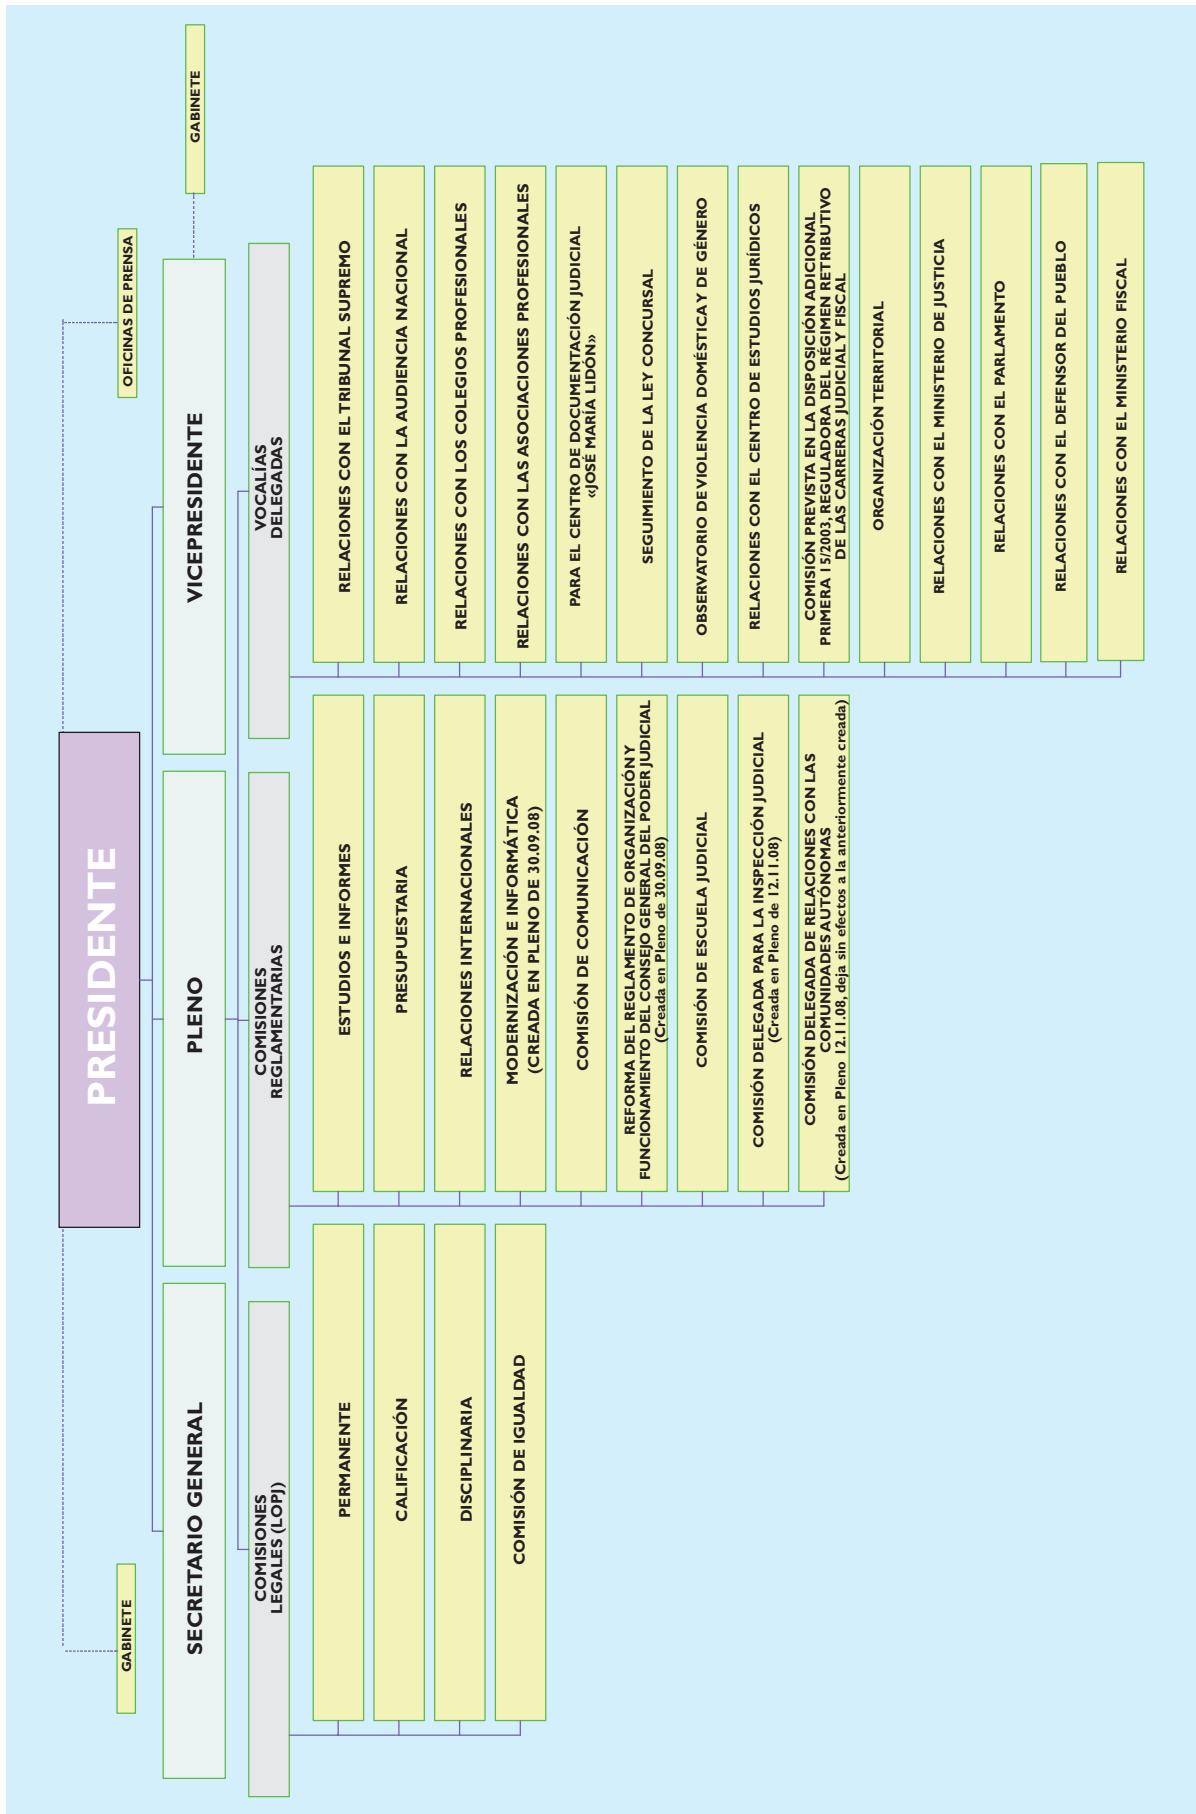 PRESIDENTE
GABINETE
OFICINAS DE PRENSA
SECRETARIO GENERAL
PLENO
VICEPRESIDENTE
GABINETE
COMISIONES
LEGALES (LOPJ)
PERMANENTE
CALIFICACIÓN
DISCIPLINARIA
COMISIÓN DE IGUALDAD
COMISIONES
REGLAMENTARIAS
ESTUDIOS E INFORMES
PRESUPUESTARIA
RELACIONES INTERNACIONALES
MODERNIZACIÓN E INFORMÁTICA
(CREADA EN PLENO DE 30.09.08)
COMISIÓN DE COMUNICACIÓN
REFORMA DEL REGLAMENTO DE ORGANIZACIÓN Y
FUNCIONAMIENTO DEL CONSEJO GENERAL DEL PODER JUDICIAL
(Creada en Pleno de 30.09.08)
COMISIÓN DE ESCUELA JUDICIAL
COMISIÓN DELEGADA PARA LA INSPECCIÓN JUDICIAL
(Creada en Pleno de 12.11.08)
COMISIÓN DELEGADA DE RELACIONES CON LAS
COMUNIDADES AUTÓNOMAS
(Creada en Pleno 12.11.08, deja sin efectos a la anteriormente creada)
VOCALÍAS
DELEGADAS
RELACIONES CON EL TRIBUNAL SUPREMO
RELACIONES CON LA AUDIENCIA NACIONAL
RELACIONES CON LOS COLEGIOS PROFESIONALES
RELACIONES CON LAS ASOCIACIONES PROFESIONALES
PARA EL CENTRO DE DOCUMENTACIÓN JUDICIAL
«JOSÉ MARÍA LIDÓN»
SEGUIMIENTO DE LA LEY CONCURSAL
OBSERVATORIO DE VIOLENCIA DOMÉSTICA Y DE GÉNERO
RELACIONES CON EL CENTRO DE ESTUDIOS JURÍDICOS
COMISIÓN PREVISTA EN LA DISPOSICIÓN ADICIONAL
PRIMERA 15/2003, REGULADORA DEL RÉGIMEN RETRIBUTIVO
DE LAS CARRERAS JUDICIAL Y FISCAL
ORGANIZACIÓN TERRITORIAL
RELACIONES CON EL MINISTERIO DE JUSTICIA
RELACIONES CON EL PARLAMENTO
RELACIONES CON EL DEFENSOR DEL PUEBLO
RELACIONES CON EL MINISTERIO FISCAL